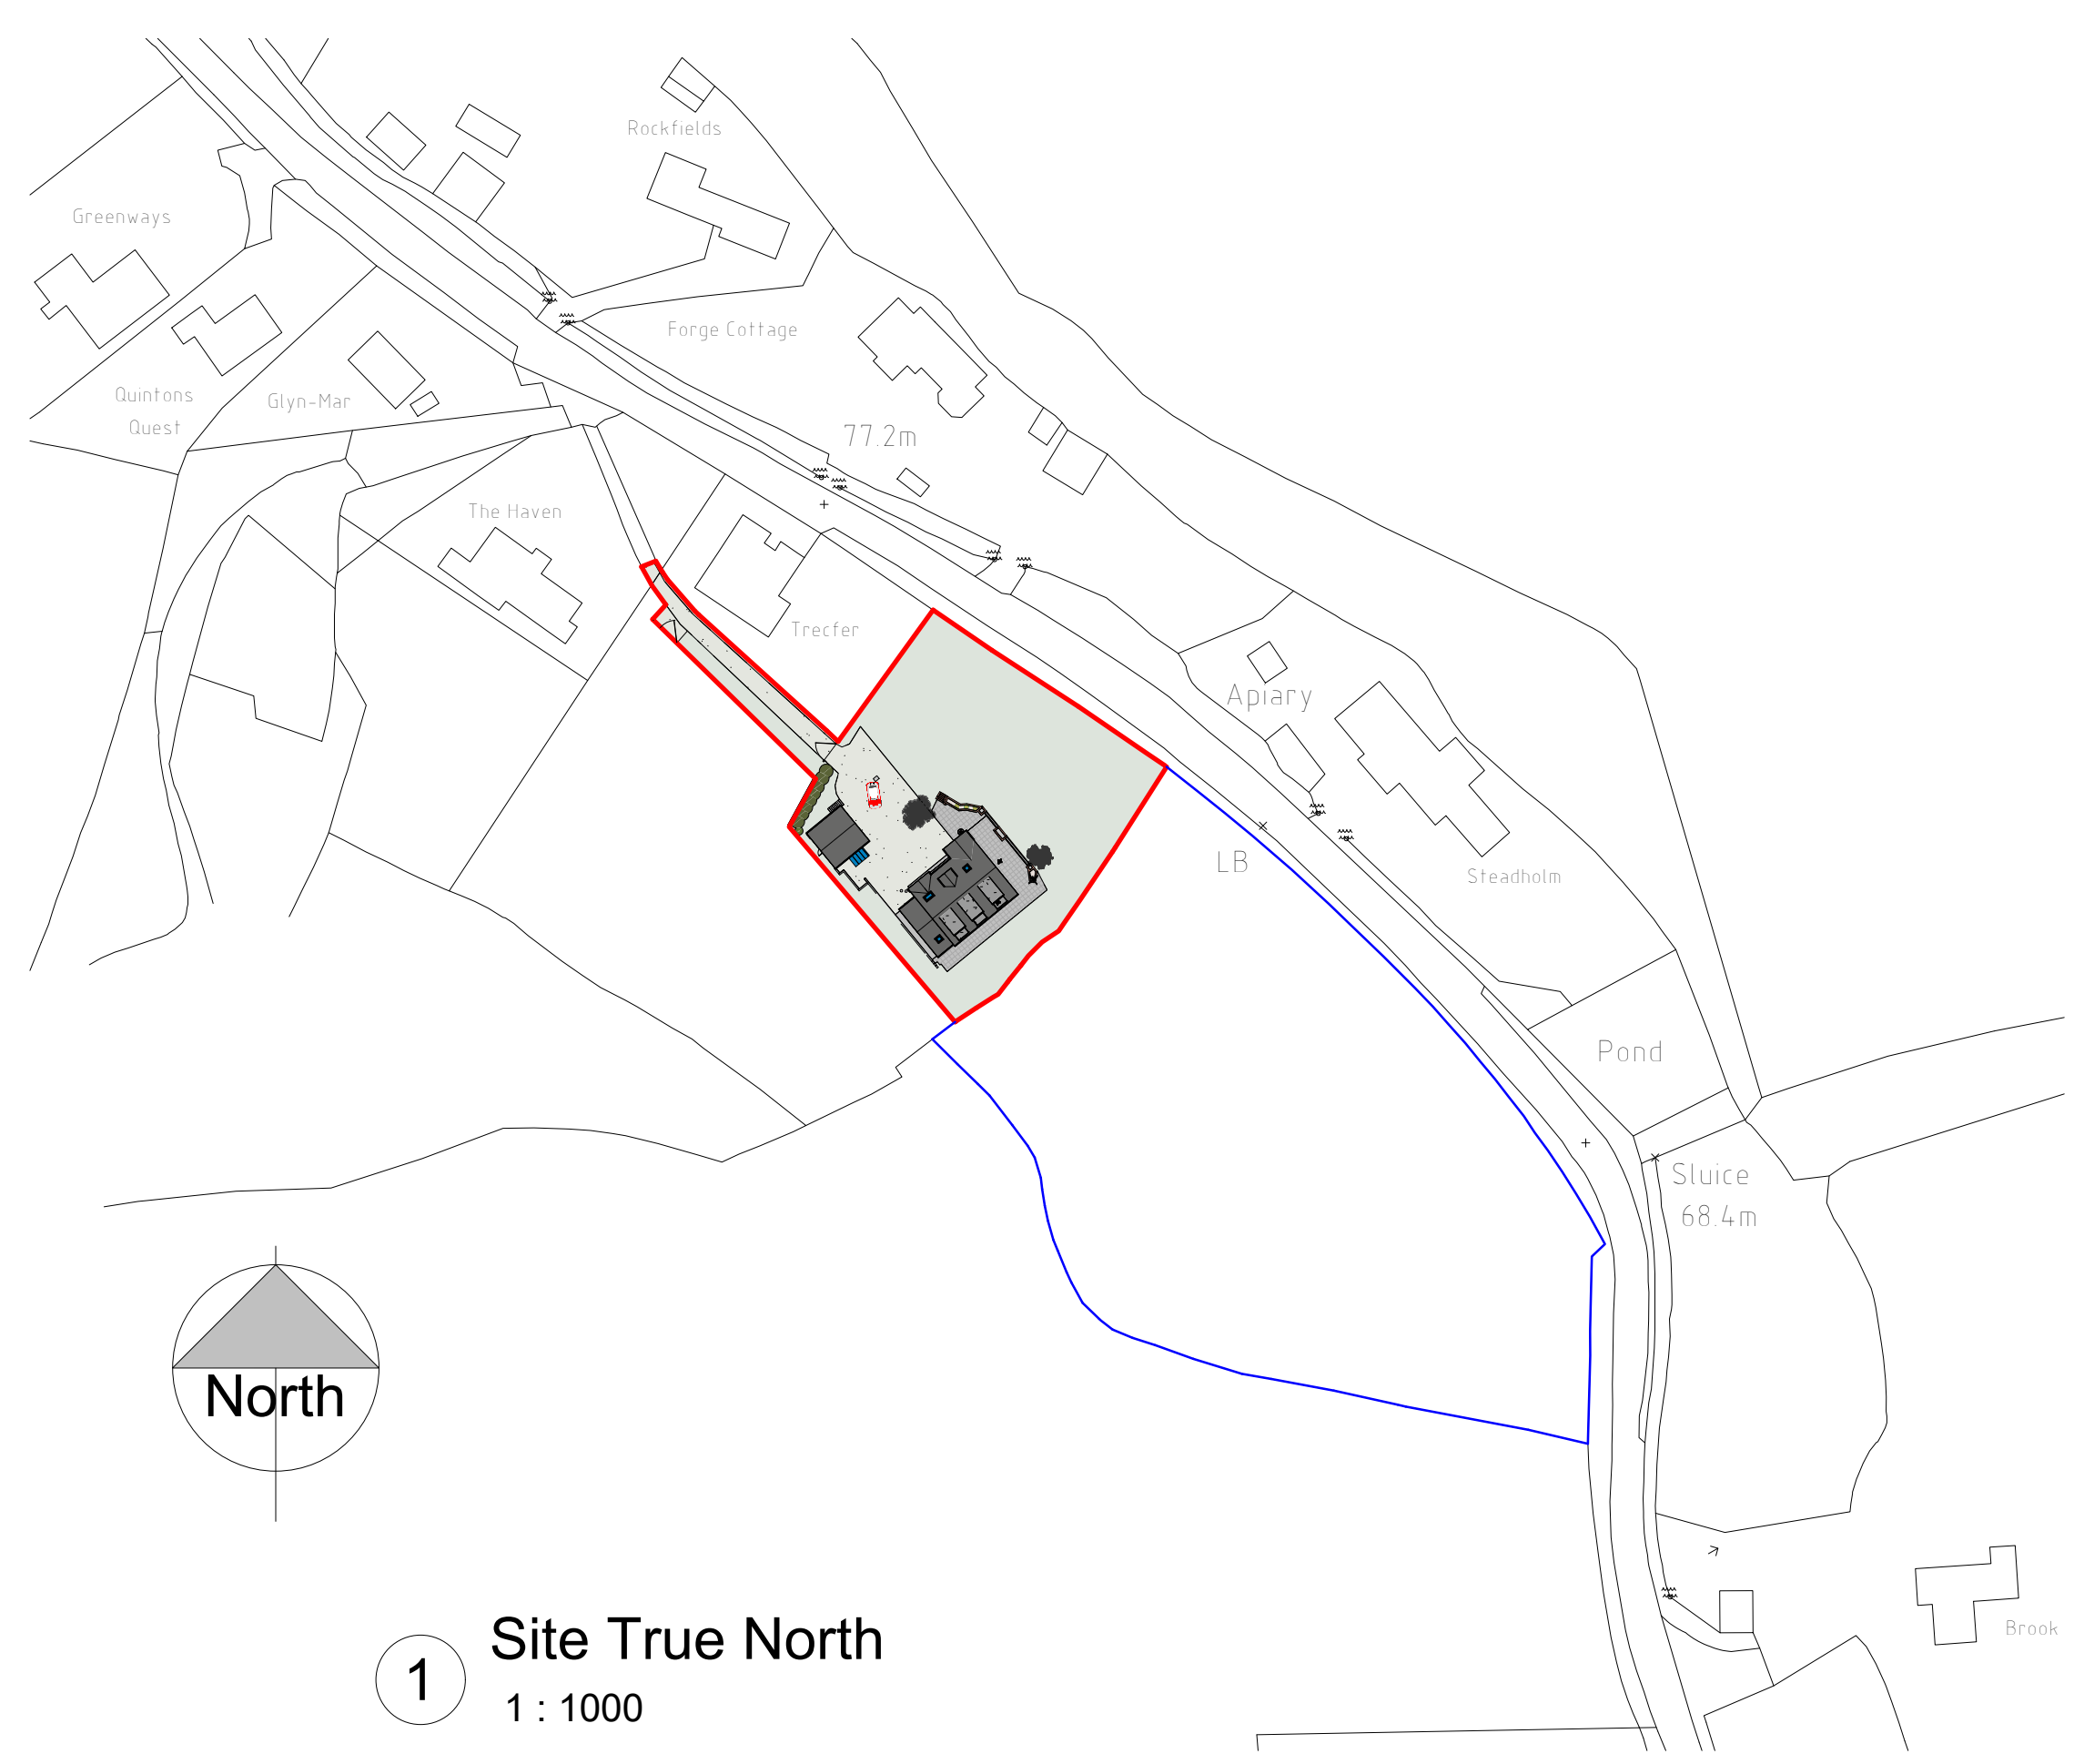 Rockfields
Greenways
Forge Cottage
Quintons
Quest
Glyn-Mar
77.2m
The Haven
Trecfer
Apiary
LB
Steadholm
Pond
Sluice
68.4m
North
Brook
1
Site True North
1 : 1000